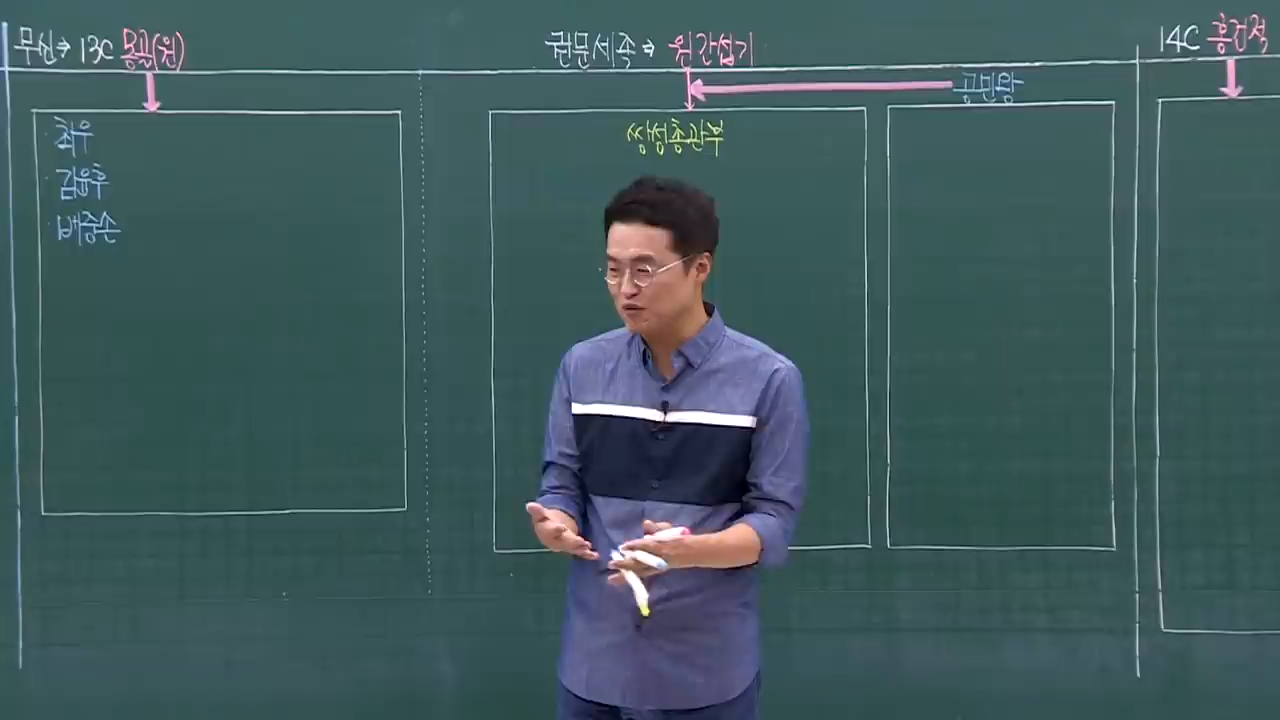 무신→ 13C 몽골(원)
최우
김윤후
배중손
권문세족→ 원간섭기
공민왕
쌍성총관부
14C 홍건적